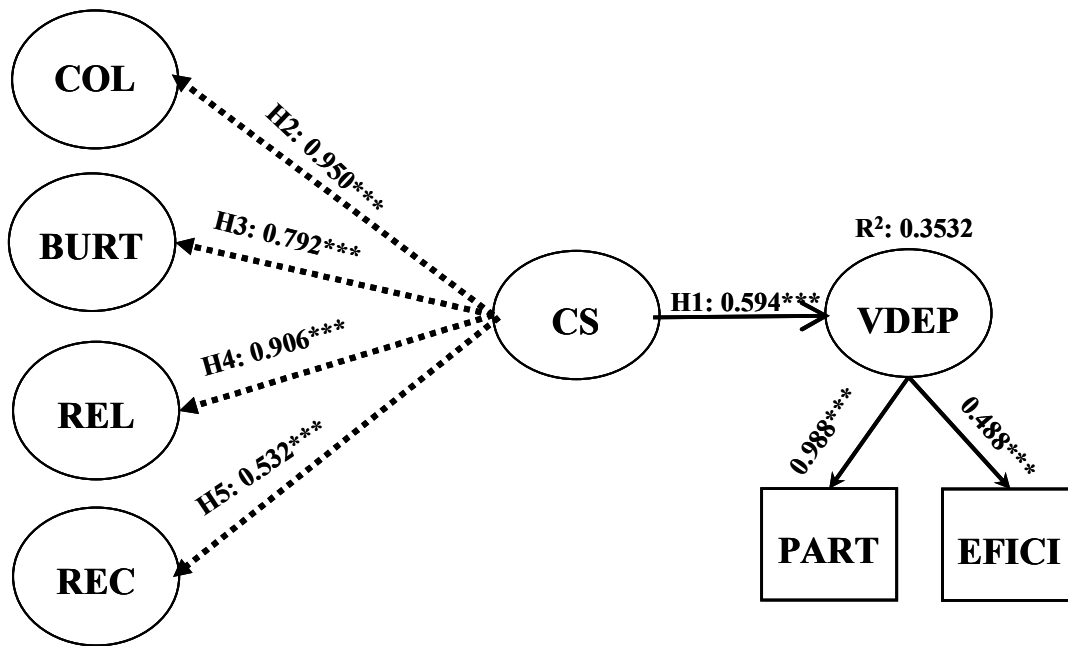 COL
H2: 0.950***
BURT
H3: 0.792***
R²: 0.3532
CS
H1: 0.594***
VDEP
REL
H4: 0.906***
0.988***
0.488***
REC
H5: 0.532***
PART
EFICI